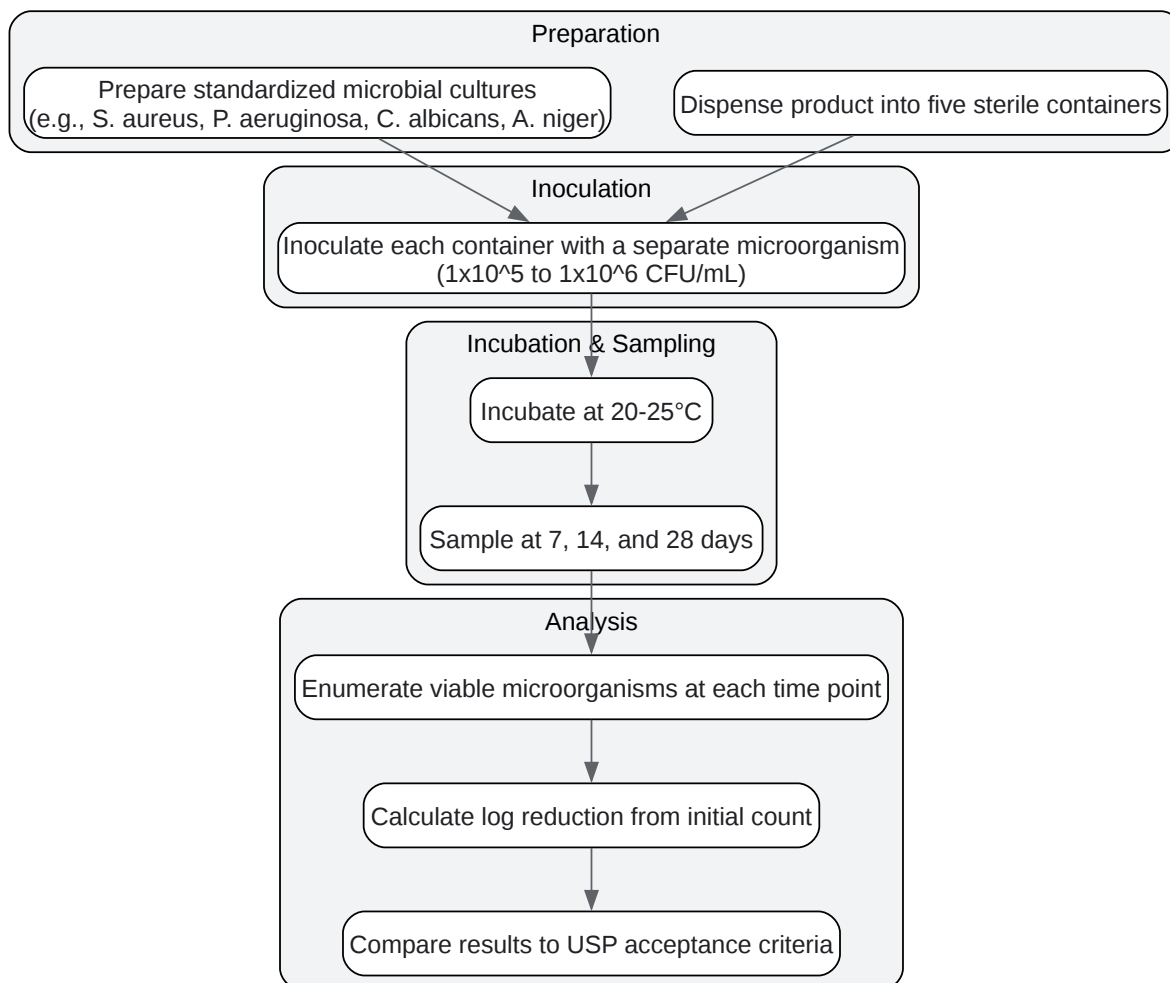 Preparation
Prepare standardized microbial cultures
(e.g., S. aureus, P. aeruginosa, C. albicans, A. niger)
Dispense product into five sterile containers
Inoculation
Inoculate each container with a separate microorganism
(1x10^5 to 1x10^6 CFU/mL)
Incubation & Sampling
Incubate at 20-25°C
Sample at 7, 14, and 28 days
Analysis
Enumerate viable microorganisms at each time point
Calculate log reduction from initial count
Compare results to USP acceptance criteria